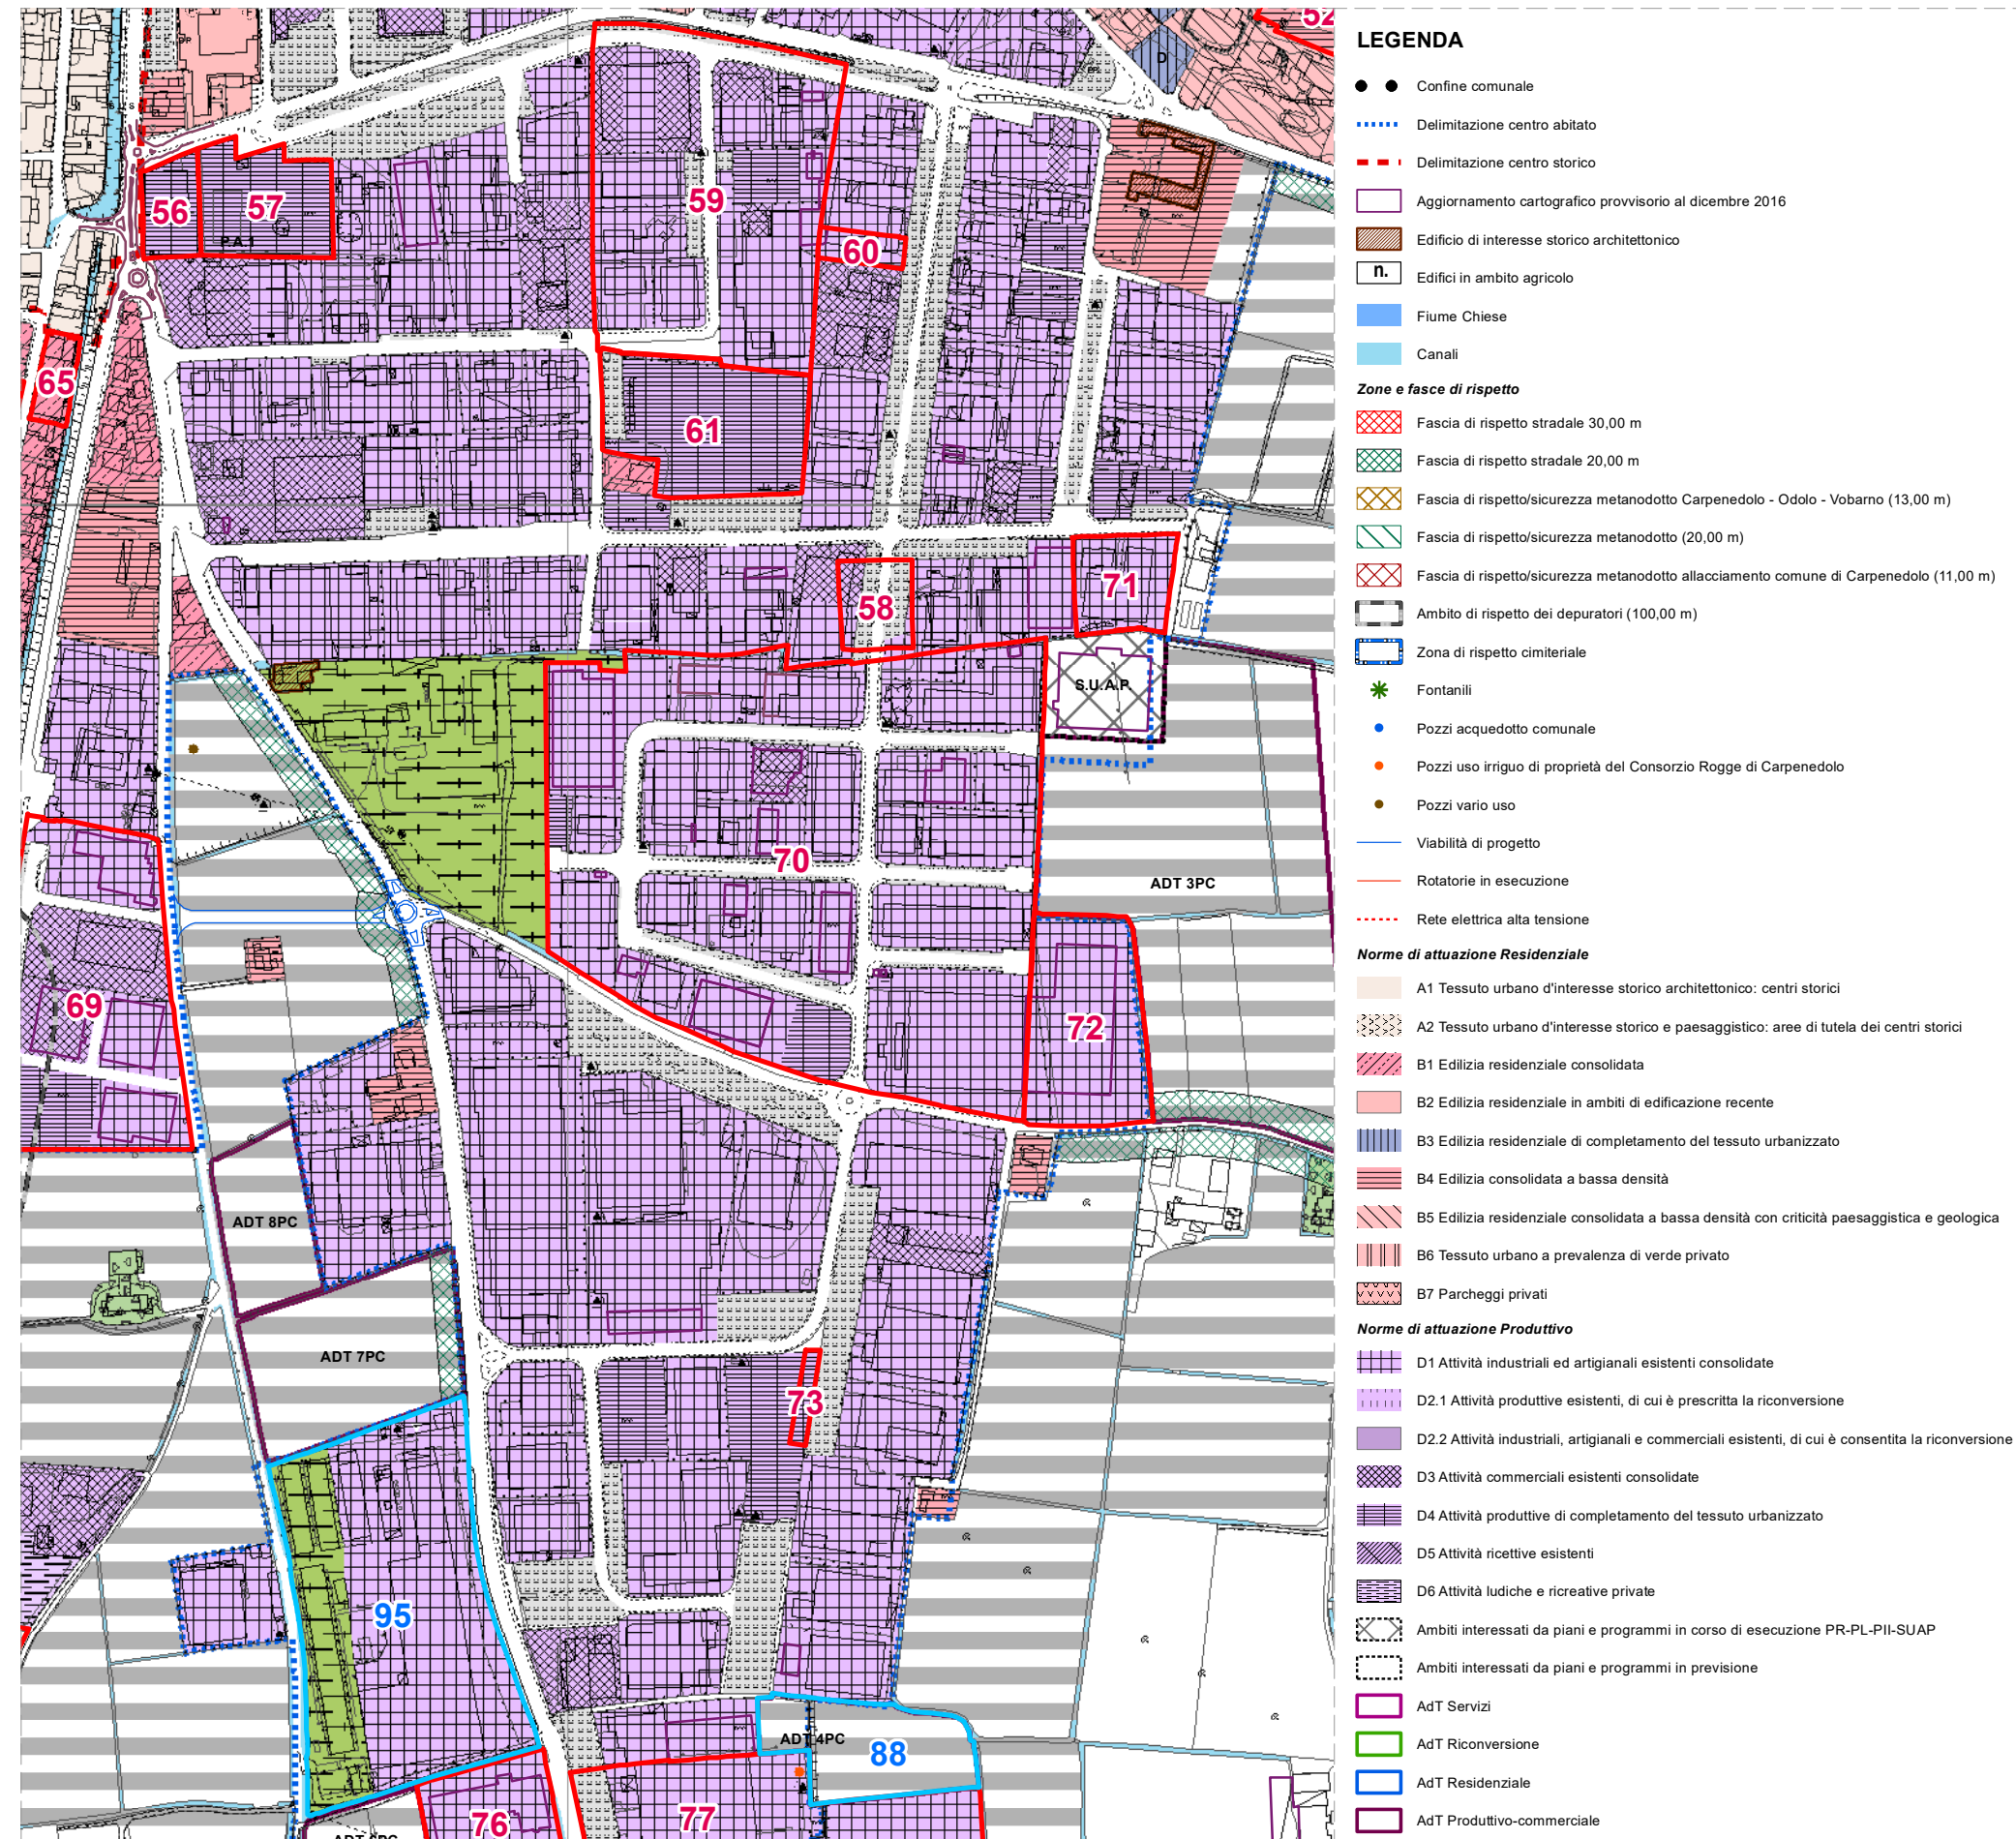 52
D
59
56
57
P.A.1
60
65
61
71
58
S.U.A.P.
70
ADT 3PC
69
72
ADT 8PC
ADT 7PC
73
95
ADT 4PC
88
76
77
LEGENDA
Confine comunale
Delimitazione centro abitato
Delimitazione centro storico
Aggiornamento cartografico provvisorio al dicembre 2016
Edificio di interesse storico architettonico
n. Edifici in ambito agricolo
Fiume Chiese
Canali
Zone e fasce di rispetto
Fascia di rispetto stradale 30,00 m
Fascia di rispetto stradale 20,00 m
Fascia di rispetto/sicurezza metanodotto Carpenedolo - Odolo - Vobarno (13,00 m)
Fascia di rispetto/sicurezza metanodotto (20,00 m)
Fascia di rispetto/sicurezza metanodotto allacciamento comune di Carpenedolo (11,00 m)
Ambito di rispetto dei depuratori (100,00 m)
Zona di rispetto cimiteriale
Fontanili
Pozzi acquedotto comunale
Pozzi uso irriguo di proprietà del Consorzio Rogge di Carpenedolo
Pozzi vario uso
Viabilità di progetto
Rotatorie in esecuzione
Rete elettrica alta tensione
Norme di attuazione Residenziale
A1 Tessuto urbano d'interesse storico architettonico: centri storici
A2 Tessuto urbano d'interesse storico e paesaggistico: aree di tutela dei centri storici
B1 Edilizia residenziale consolidata
B2 Edilizia residenziale in ambiti di edificazione recente
B3 Edilizia residenziale di completamento del tessuto urbanizzato
B4 Edilizia consolidata a bassa densità
B5 Edilizia residenziale consolidata a bassa densità con criticità paesaggistica e geologica
B6 Tessuto urbano a prevalenza di verde privato
B7 Parcheggi privati
Norme di attuazione Produttivo
D1 Attività industriali ed artigianali esistenti consolidate
D2.1 Attività produttive esistenti, di cui è prescritta la riconversione
D2.2 Attività industriali, artigianali e commerciali esistenti, di cui è consentita la riconversione
D3 Attività commerciali esistenti consolidate
D4 Attività produttive di completamento del tessuto urbanizzato
D5 Attività ricettive esistenti
D6 Attività ludiche e ricreative private
Ambiti interessati da piani e programmi in corso di esecuzione PR-PL-PII-SUAP
Ambiti interessati da piani e programmi in previsione
AdT Servizi
AdT Riconversione
AdT Residenziale
AdT Produttivo-commerciale